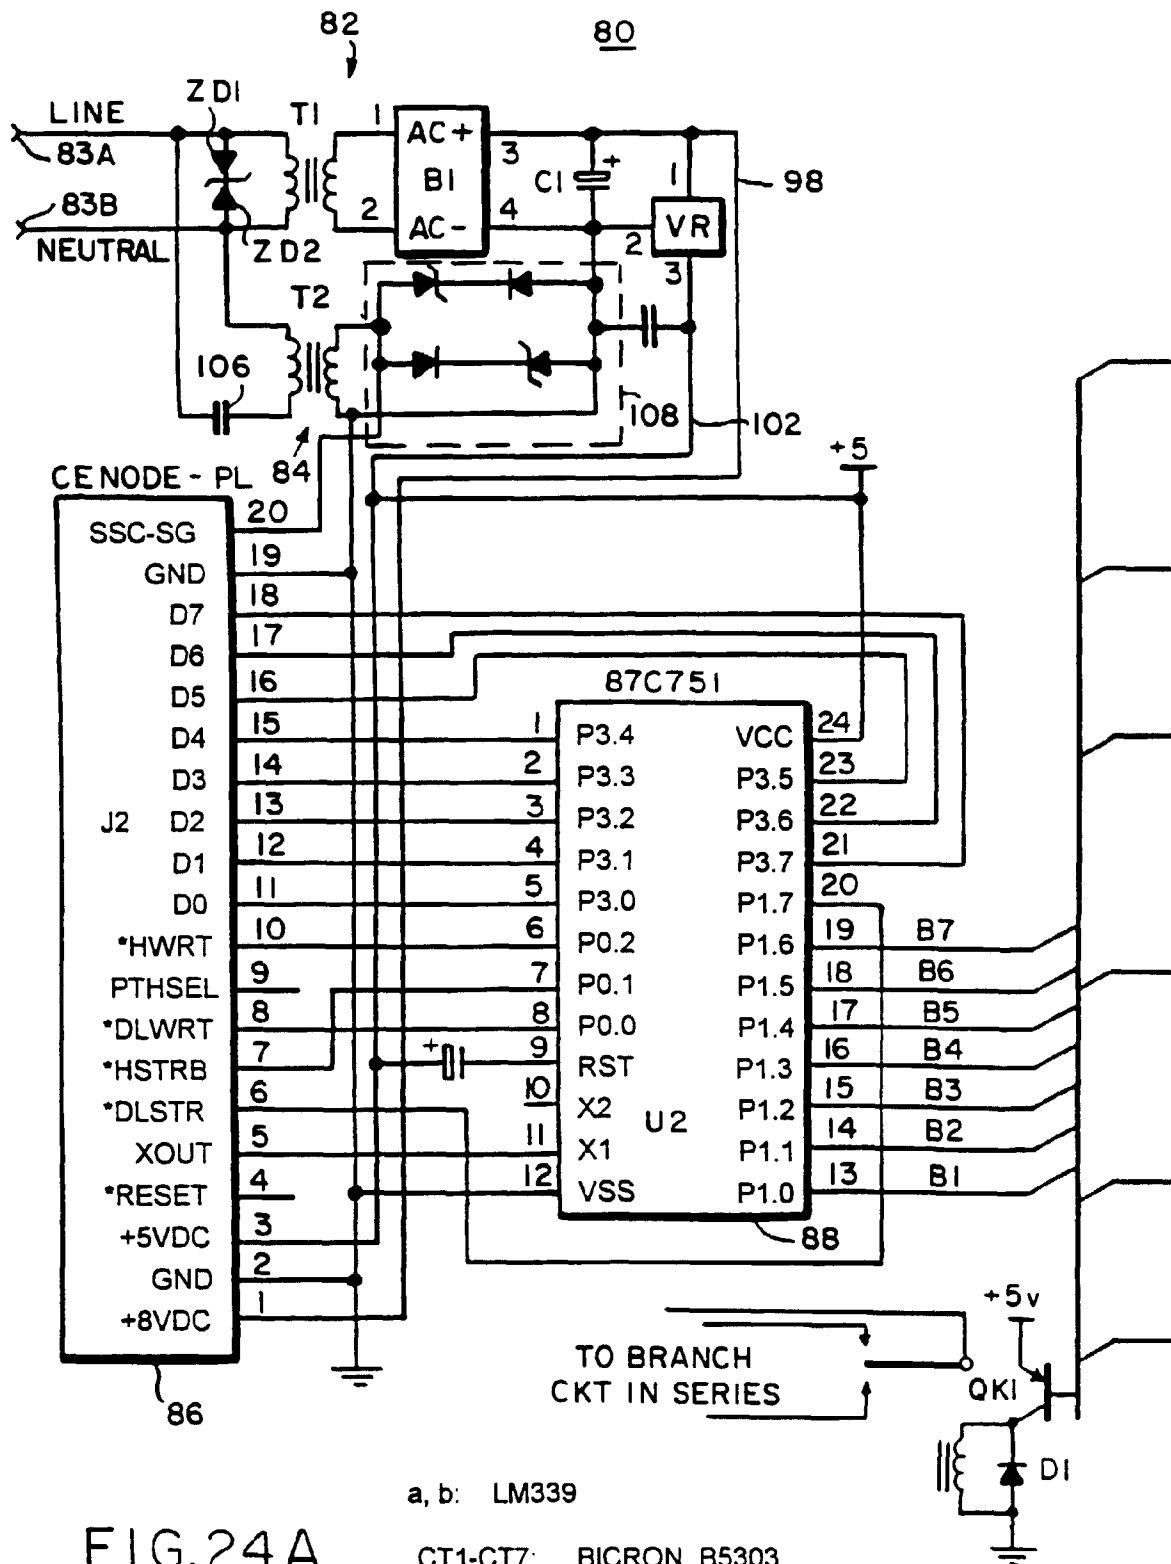 82
80
ZD1
LINE
T1
1
AC+
3
C1
+
1
98
83A
B1
83B
2
AC-
4
2
VR
NEUTRAL
ZD2
3
T2
106
108
102
+5
84
CENODE-PL
20
SSC-SG
19
GND
18
D7
17
D6
16
D5
87C751
15
D4
1
P3.4
VCC
24
14
D3
2
P3.3
P3.5
23
13
J2
D2
3
P3.2
P3.6
22
12
D1
4
P3.1
P3.7
21
11
D0
5
P3.0
P1.7
20
10
*HWRT
6
P0.2
P1.6
19
B7
9
PTHSEL
7
P0.1
P1.5
18
B6
8
*DLWRT
8
P0.0
P1.4
17
B5
7
*HSTRB
+
9
RST
P1.3
16
B4
6
*DLSTR
10
X2
U2
P1.2
15
B3
5
XOUT
11
X1
P1.1
14
B2
4
*RESET
12
VSS
P1.0
13
B1
3
+5VDC
88
2
GND
1
+8VDC
+5v
TO BRANCH
CKT IN SERIES
QK1
86
D1
a, b: LM339
FIG.24A
CT1-CT7: BICRON B5303